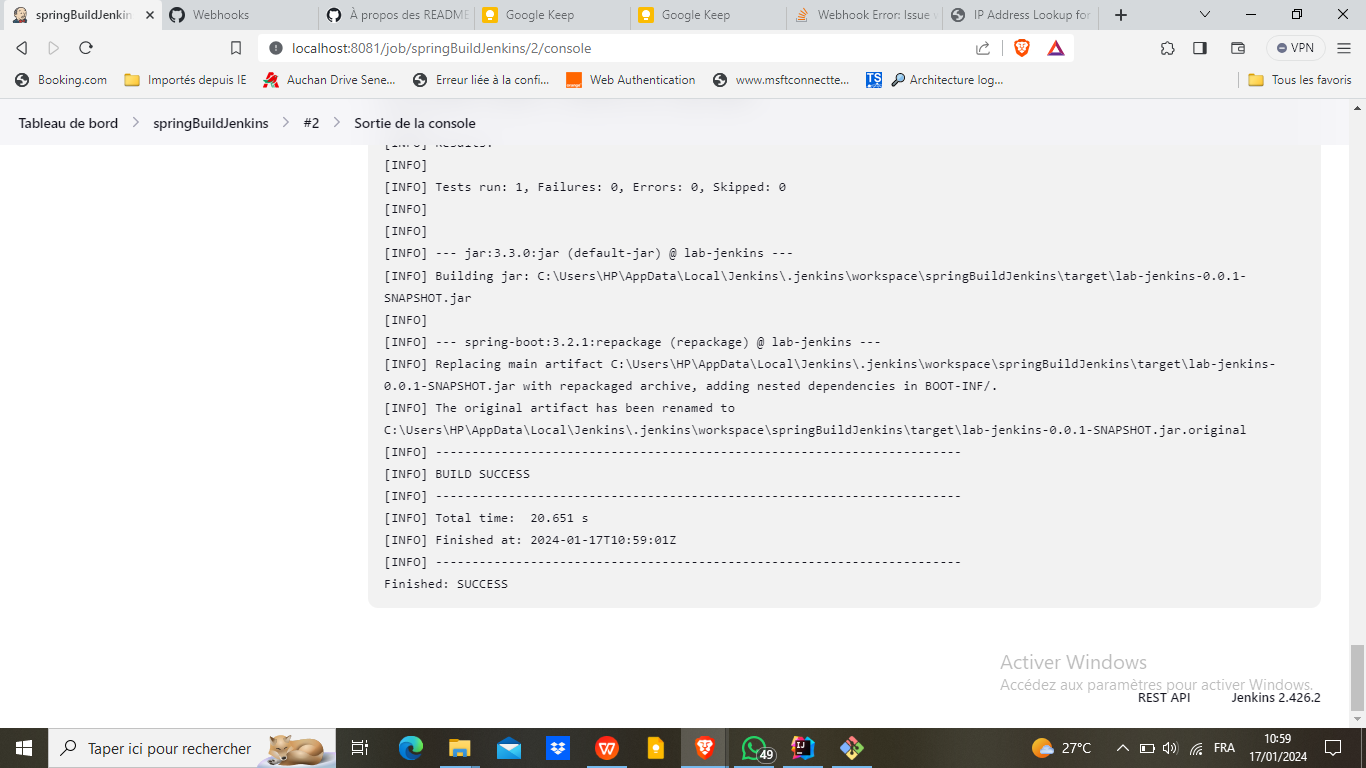 springBuildJenkin
Webhooks
À propos des README
Google Keep
Google Keep
Webhook Error: Issue
IP Address Lookup for
localhost:8081/job/springBuildJenkins/2/console
VPN
Booking.com
Importés depuis IE
Auchan Drive Sene...
Erreur liée à la confi...
Web Authentication
www.msftconnectte...
TS
Architecture log...
Tous les favoris
Tableau de bord > springBuildJenkins > #2 > Sortie de la console
[INFO] Results:
[INFO]
[INFO] Tests run: 1, Failures: 0, Errors: 0, Skipped: 0
[INFO]
[INFO]
[INFO] --- jar:3.3.0:jar (default-jar) @ lab-jenkins ---
[INFO] Building jar: C:\Users\HP\AppData\Local\Jenkins\.jenkins\workspace\springBuildJenkins\target\lab-jenkins-0.0.1-
SNAPSHOT.jar
[INFO]
[INFO] --- spring-boot:3.2.1:repackage (repackage) @ lab-jenkins ---
[INFO] Replacing main artifact C:\Users\HP\AppData\Local\Jenkins\.jenkins\workspace\springBuildJenkins\target\lab-jenkins-
0.0.1-SNAPSHOT.jar with repackaged archive, adding nested dependencies in BOOT-INF/.
[INFO] The original artifact has been renamed to
C:\Users\HP\AppData\Local\Jenkins\.jenkins\workspace\springBuildJenkins\target\lab-jenkins-0.0.1-SNAPSHOT.jar.original
[INFO] ------------------------------------------------------------------------
[INFO] BUILD SUCCESS
[INFO] ------------------------------------------------------------------------
[INFO] Total time:  20.651 s
[INFO] Finished at: 2024-01-17T10:59:01Z
[INFO] ------------------------------------------------------------------------
Finished: SUCCESS
Activer Windows
Accédez aux paramètres pour activer Windows.
REST API
Jenkins 2.426.2
Taper ici pour rechercher
49
27°C
FRA
10:59
17/01/2024